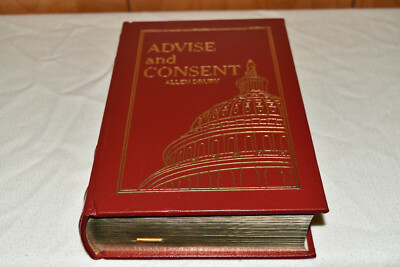 ADVISE
and
CONSENT
ALLEN DRURY